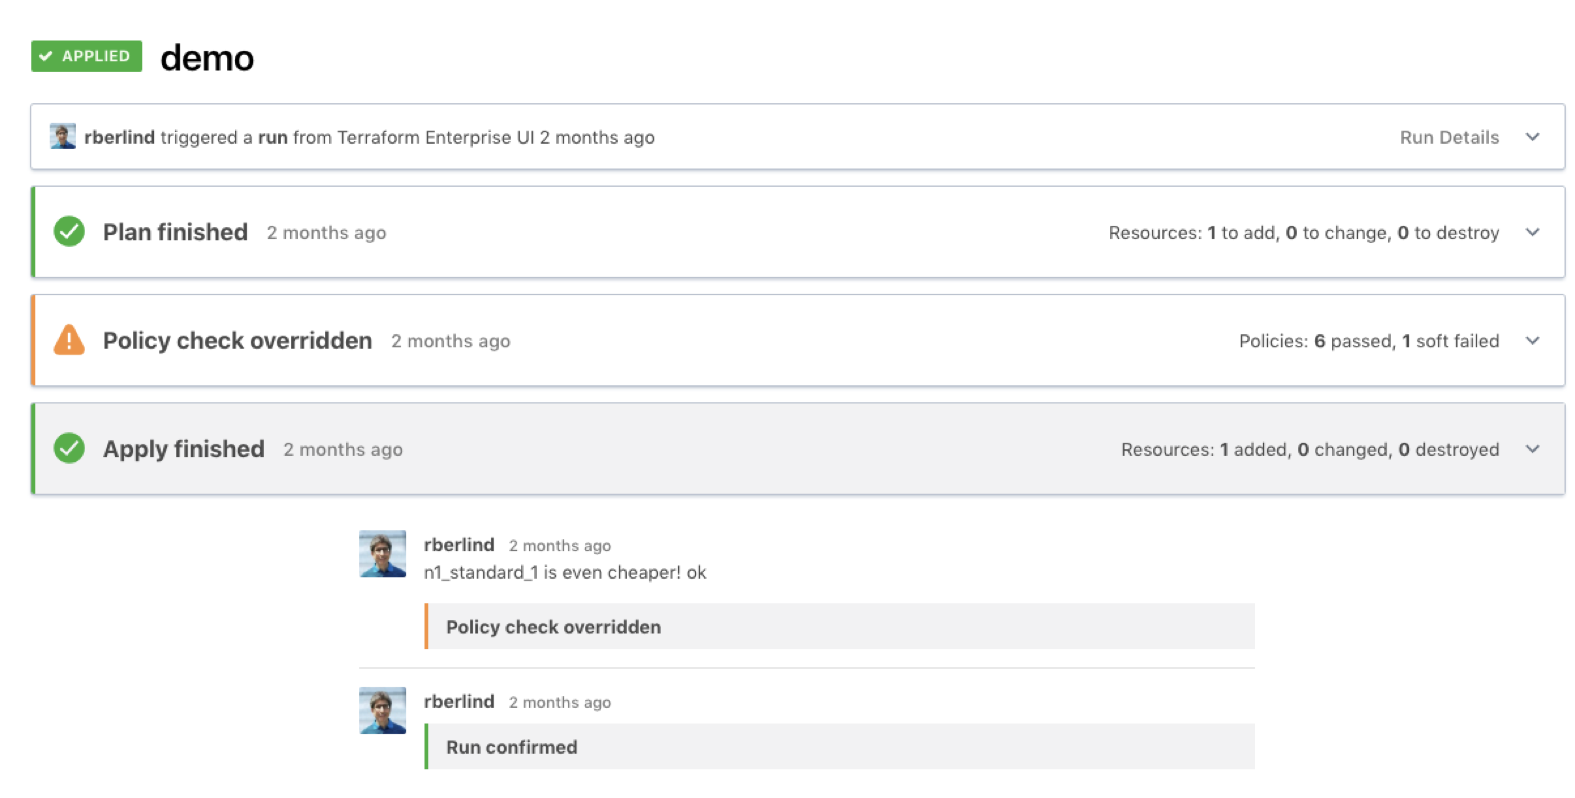 APPLIED demo
rberlind triggered a run from Terraform Enterprise UI 2 months ago Run Details
Plan finished 2 months ago Resources: 1 to add, 0 to change, 0 to destroy
Policy check overridden 2 months ago Policies: 6 passed, 1 soft failed
Apply finished 2 months ago Resources: 1 added, 0 changed, 0 destroyed
rberlind 2 months ago
n1_standard_1 is even cheaper! ok
Policy check overridden
rberlind 2 months ago
Run confirmed